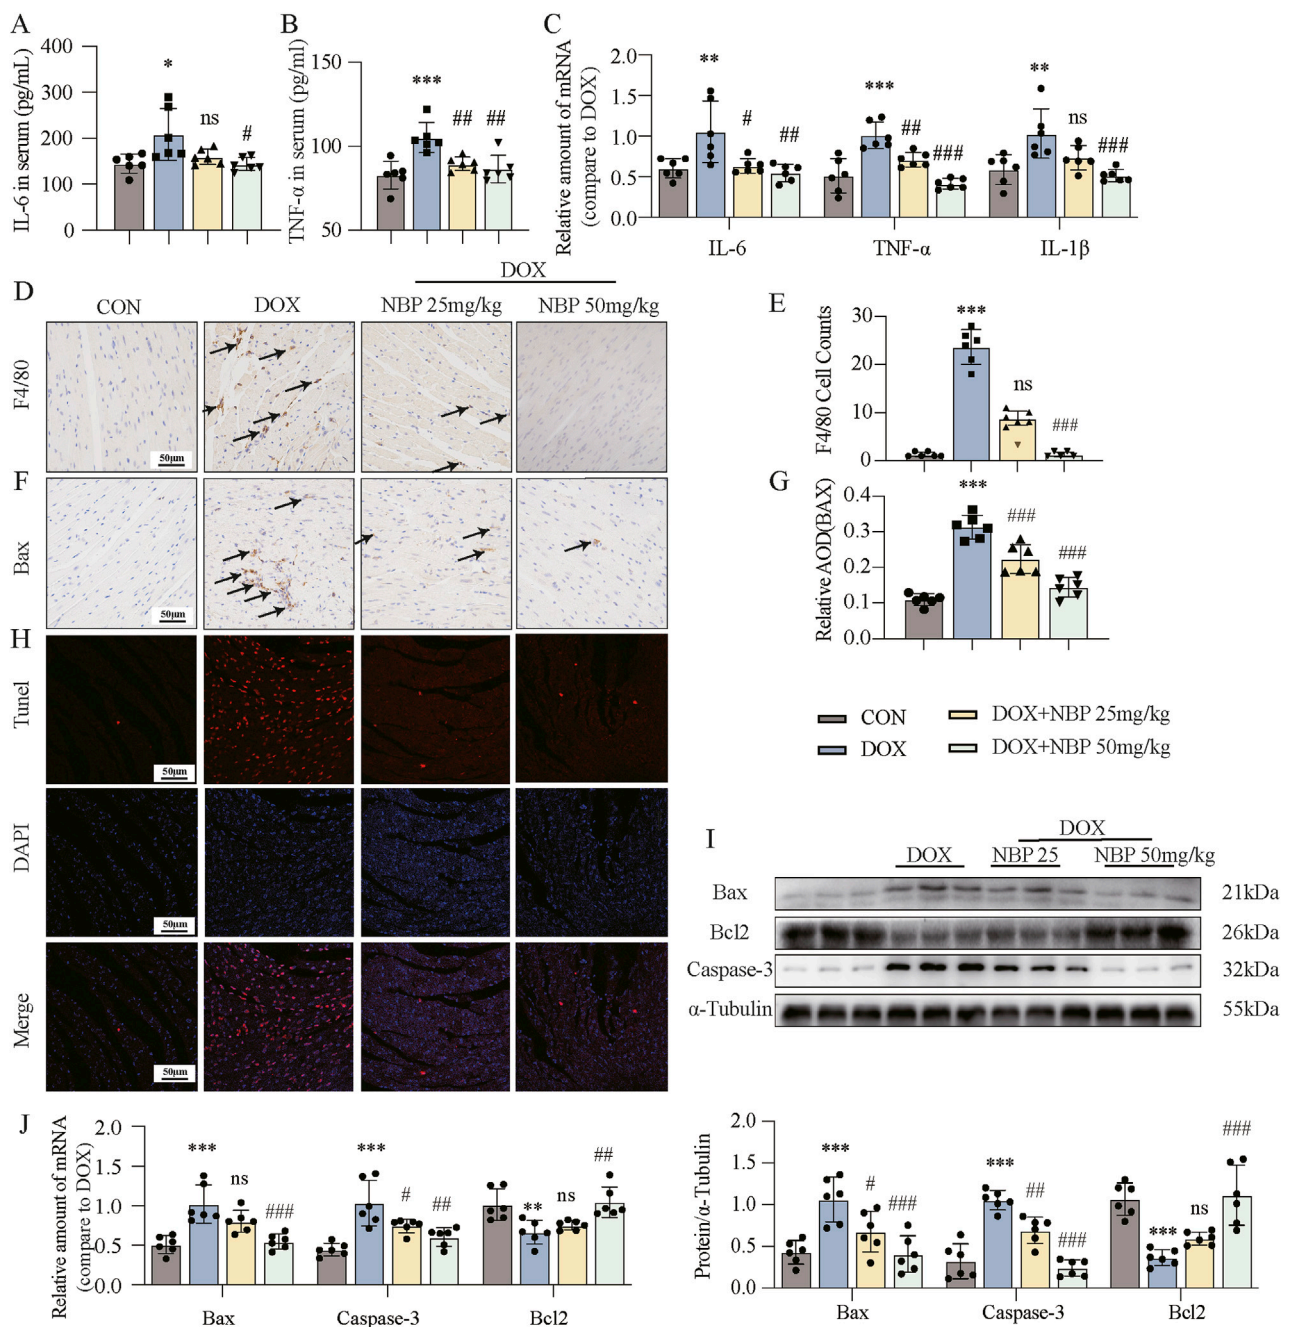 A
IL-6 in serum (pg/mL)
400
300
200
100
0
*
ns
#
B
TNF-α in serum (pg/ml)
150
100
50
***
##
##
C
Relative amount of mRNA
(compare to DOX)
2.0
1.5
1.0
0.5
0.0
**
#
##
***
##
###
**
ns
###
IL-6
TNF-α
IL-1β
DOX
D
CON
DOX
NBP 25mg/kg
NBP 50mg/kg
F4/80
50μm
E
F4/80 Cell Counts
30
20
10
0
***
ns
###
F
Bax
50μm
G
Relative AOD(BAX)
0.4
0.3
0.2
0.1
0.0
***
###
###
H
Tunel
50μm
DAPI
50μm
Merge
50μm
CON
DOX+NBP 25mg/kg
DOX
DOX+NBP 50mg/kg
I
DOX
DOX
NBP 25
NBP 50mg/kg
Bax
21kDa
Bcl2
26kDa
Caspase-3
32kDa
α-Tubulin
55kDa
J
Relative amount of mRNA
(compare to DOX)
2.0
1.5
1.0
0.5
0.0
***
ns
###
***
#
##
**
ns
##
Bax
Caspase-3
Bcl2
Protein/α-Tubulin
2.0
1.5
1.0
0.5
0.0
***
#
###
***
##
###
***
ns
###
Bax
Caspase-3
Bcl2